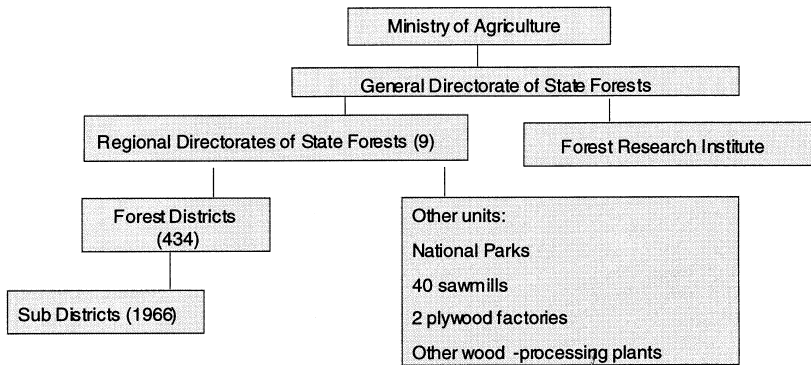 Ministry of Agriculture
General Directorate of State Forests
Regional Directorates of State Forests (9)
Forest Research Institute
Forest Districts
(434)
Sub Districts (1966)
Other units:
National Parks
40 sawmills
2 plywood factories
Other wood -processing plants